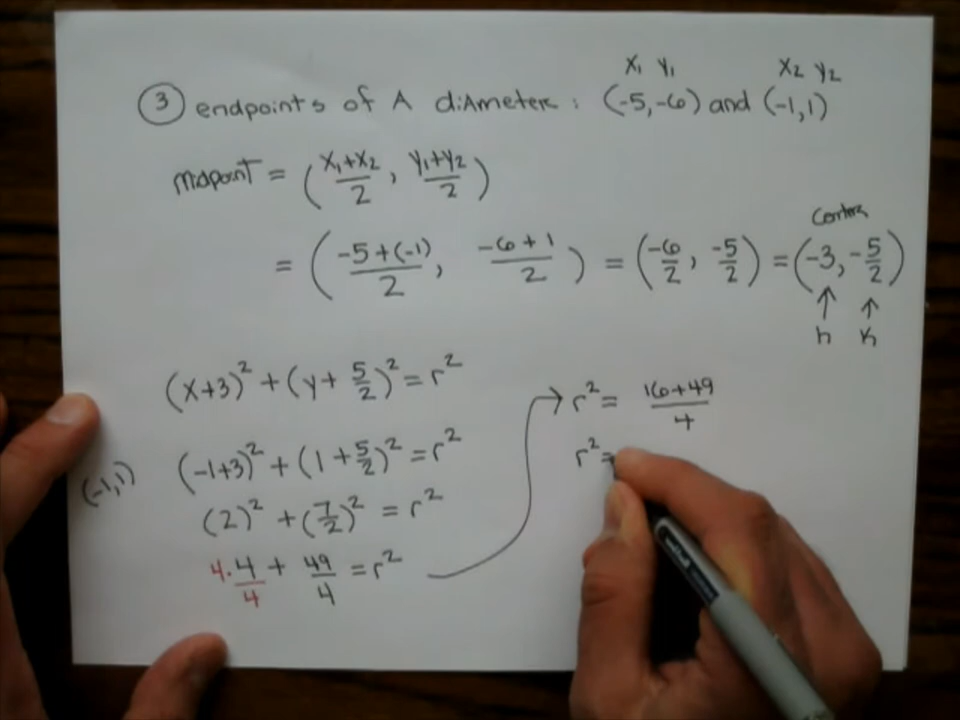 x₁ y₁ x₂ y₂
③ endpoints of A diAmeter: (-5,-6) and (-1,1)
midpoint = ( (x₁+x₂)/2 , (y₁+y₂)/2 )
Center
= ( (-5+(-1))/2 , (-6+1)/2 ) = ( -6/2 , -5/2 ) = (-3, -5/2)
↑ ↑
h k
(x+3)² + (y+ 5/2)² = r²
(-1,1) (-1+3)² + (1+ 5/2)² = r²
(2)² + (7/2)² = r²
4·4/4 + 49/4 = r²
→ r² = (16+49)/4
r² =